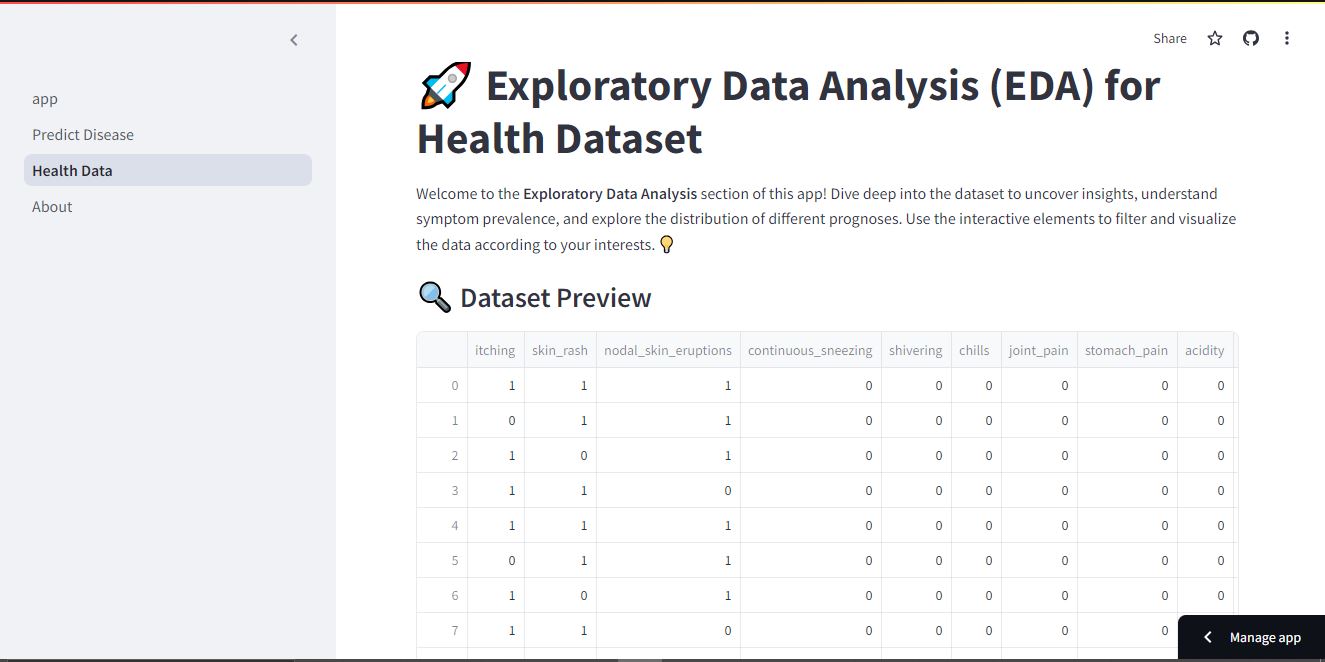 Share
app
Predict Disease
Health Data
About
🚀 Exploratory Data Analysis (EDA) for
Health Dataset
Welcome to the Exploratory Data Analysis section of this app! Dive deep into the dataset to uncover insights, understand
symptom prevalence, and explore the distribution of different prognoses. Use the interactive elements to filter and visualize
the data according to your interests. 💡
🔍 Dataset Preview
itching skin_rash nodal_skin_eruptions continuous_sneezing shivering chills joint_pain stomach_pain acidity
0 1 1 1 0 0 0 0 0 0
1 0 1 1 0 0 0 0 0 0
2 1 0 1 0 0 0 0 0 0
3 1 1 0 0 0 0 0 0 0
4 1 1 1 0 0 0 0 0 0
5 0 1 1 0 0 0 0 0 0
6 1 0 1 0 0 0 0 0 0
7 1 1 0 0 0 0 0 0
Manage app